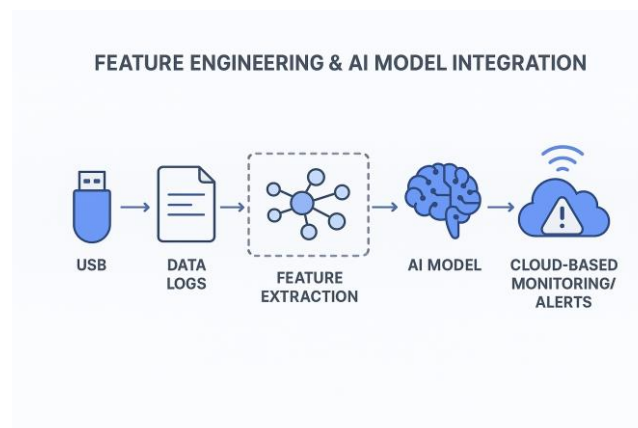 FEATURE ENGINEERING & AI MODEL INTEGRATION
USB
DATA
LOGS
FEATURE
EXTRACTION
AI MODEL
CLOUD-BASED
MONITORING/
ALERTS